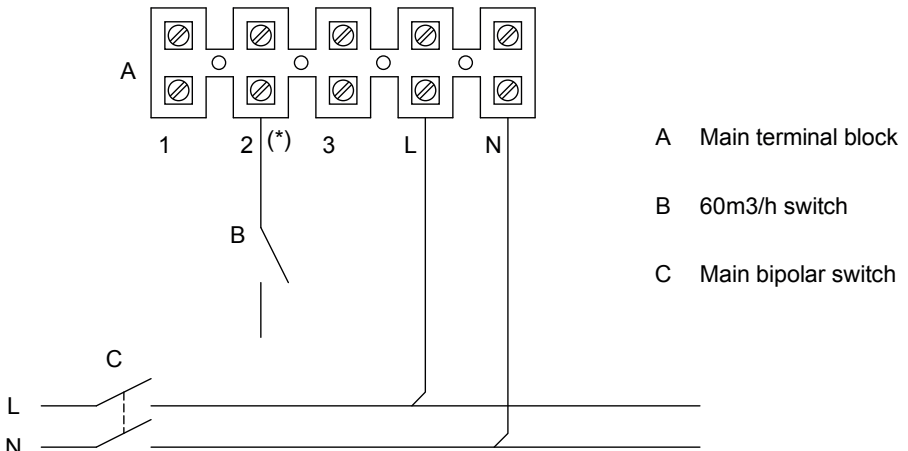 A
1 2 (*) 3 L N
A Main terminal block
B 60m3/h switch
C Main bipolar switch
B
C
L
N